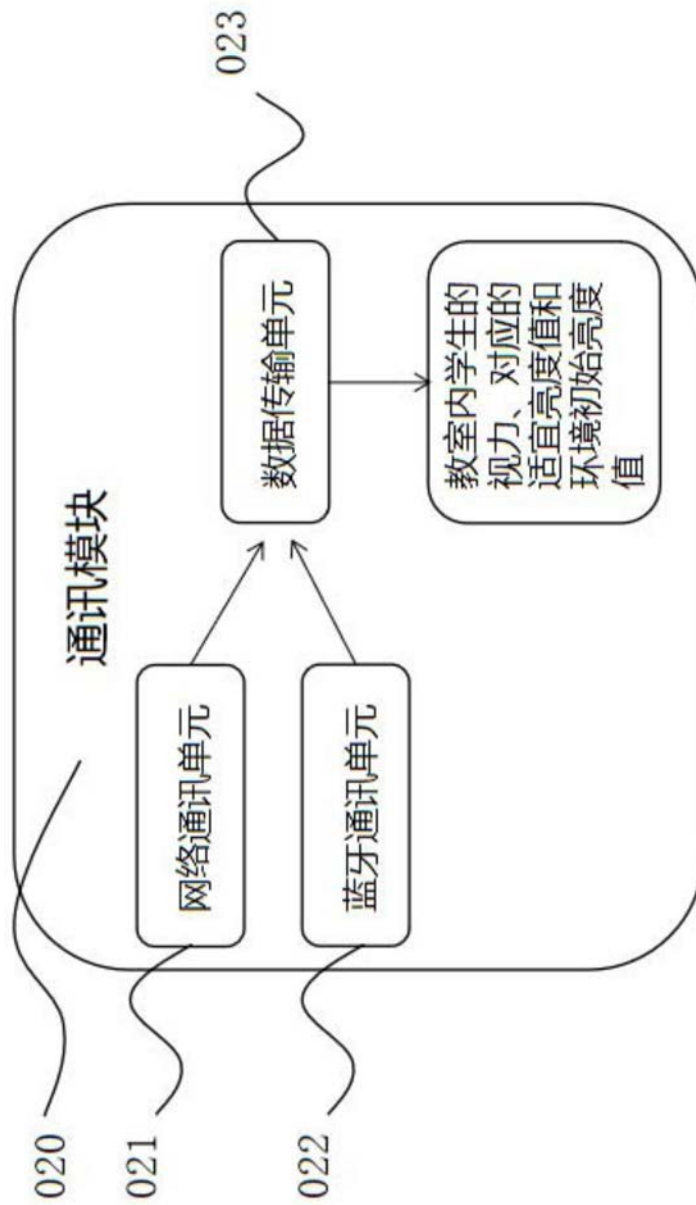 020
通讯模块
023
021
网络通讯单元
数据传输单元
022
蓝牙通讯单元
教室内学生的
视力、对应的
适宜亮度值和
环境初始亮度
值